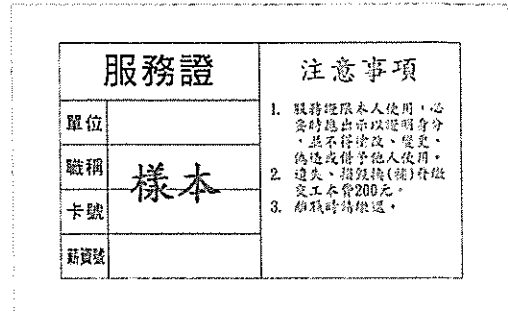 服務證
單位
職稱
卡號
薪資號
樣本
注意事項
1. 服務證限本人使用，必
要時應出示以證明身分
，並不得塗改、變更、
偽造或借予他人使用。
2. 遺失、損毀換(補)發繳
交工本費200元。
3. 離職時請繳還。